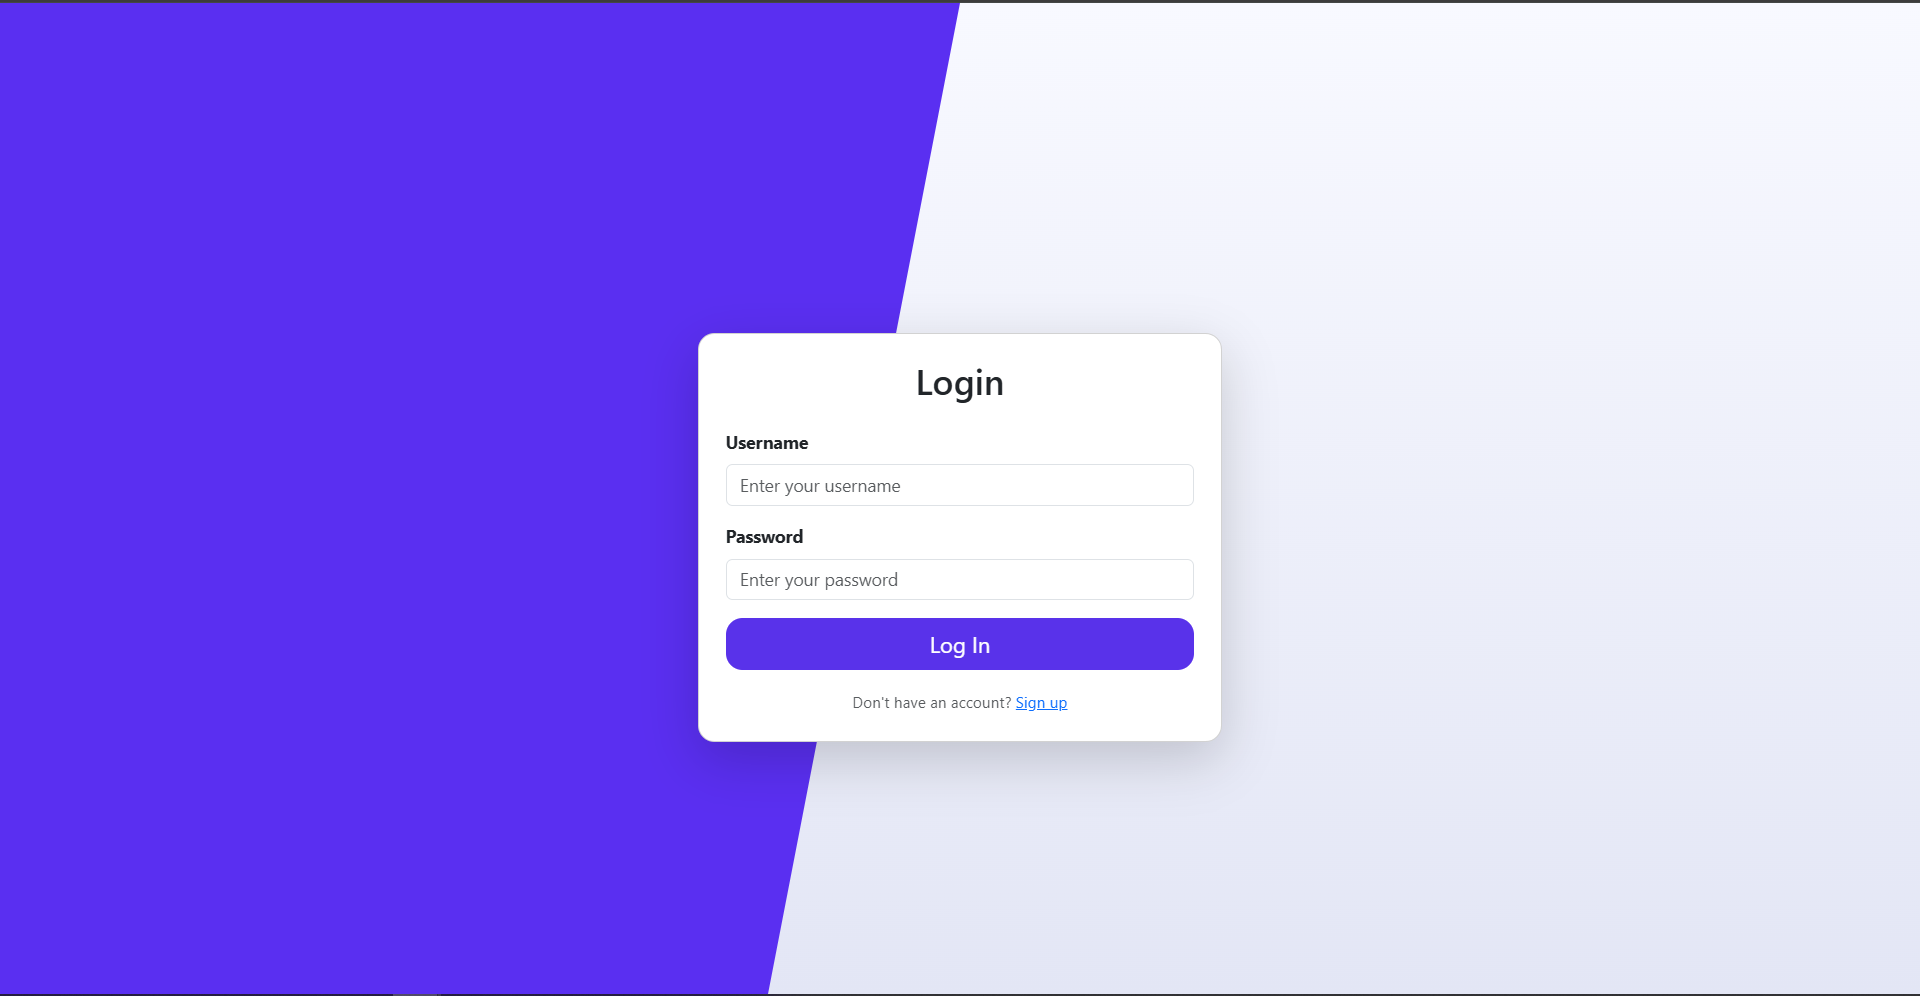 Login
Username
Enter your username
Password
Enter your password
Log In
Don't have an account? Sign up